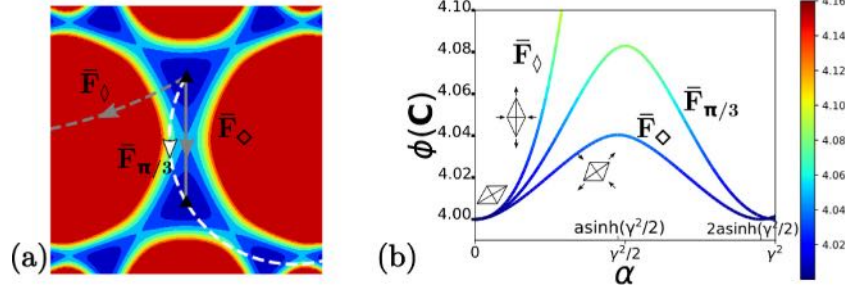 F̄◊
F̄◇
F̄π/3
(a)
4.10
4.08
4.06
4.04
4.02
4.00
ϕ(C)
F̄◊
F̄π/3
F̄◇
asinh(γ²/2)
2asinh(γ²/2)
0
γ²/2
γ²
α
(b)
4.16
4.14
4.12
4.10
4.08
4.06
4.04
4.02